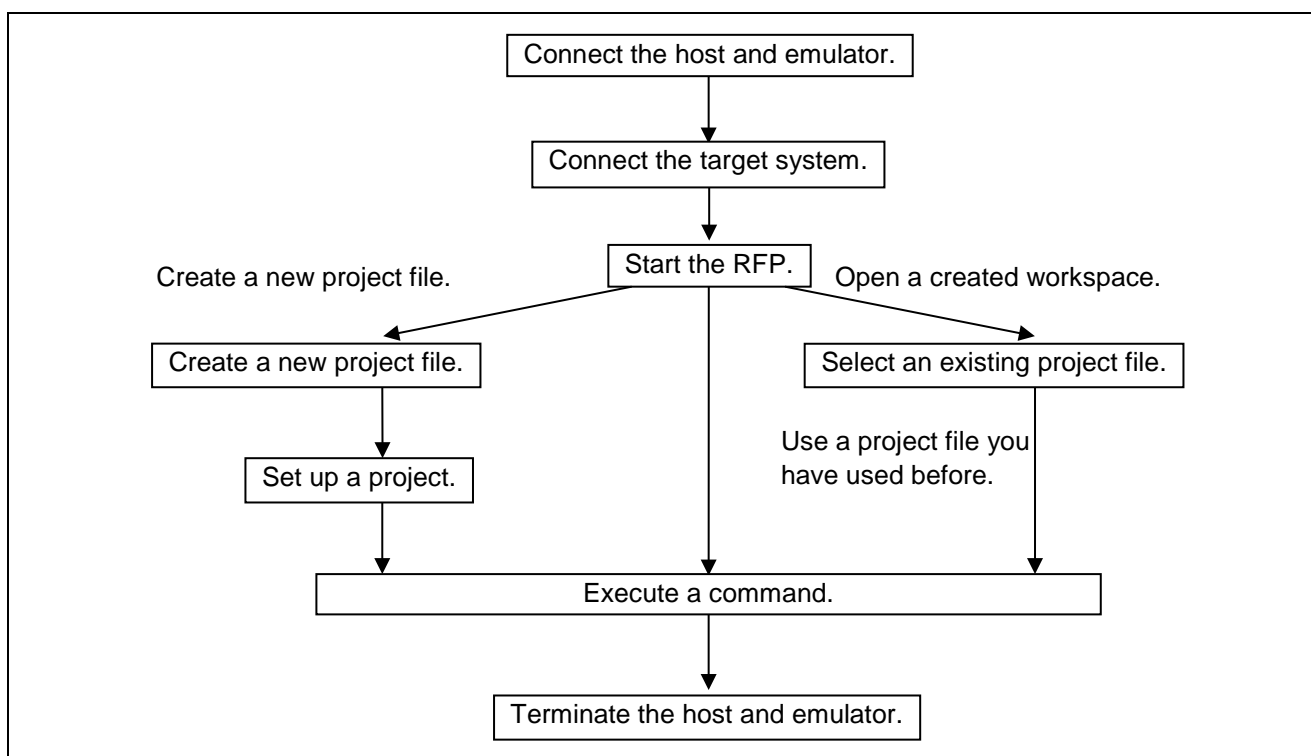 Connect the host and emulator.
Connect the target system.
Start the RFP.
Create a new project file.
Open a created workspace.
Create a new project file.
Select an existing project file.
Use a project file you
have used before.
Set up a project.
Execute a command.
Terminate the host and emulator.